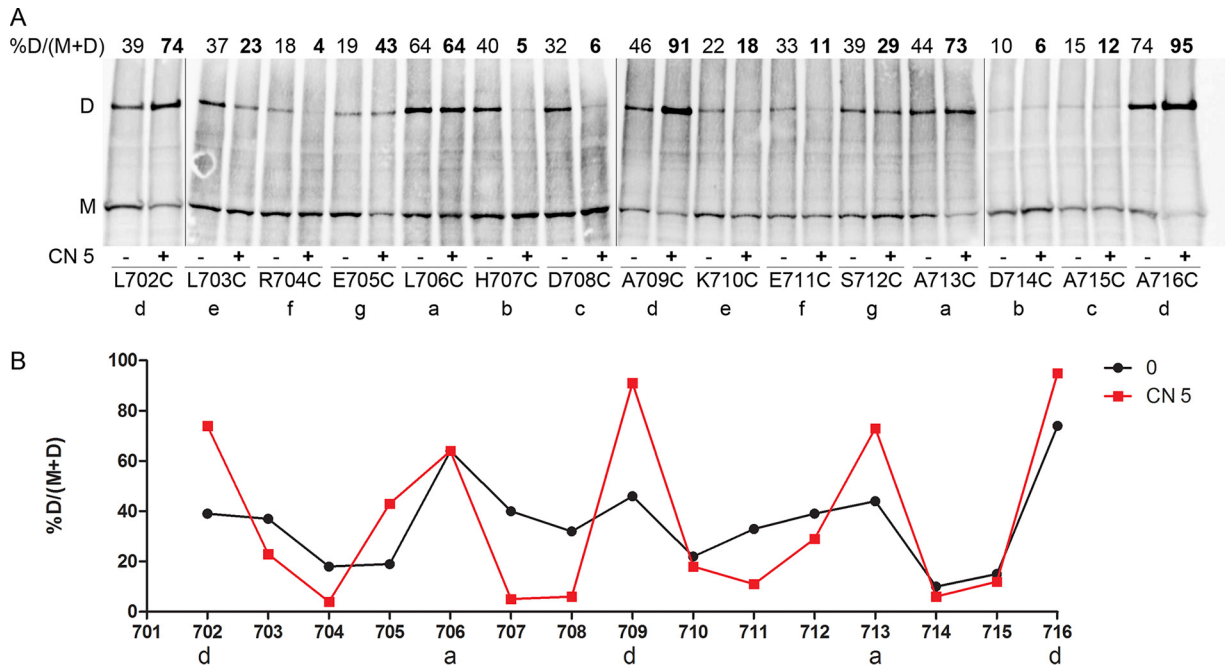 A
%D/(M+D) 39 74 37 23 18 4 19 43 64 64 40 5 32 6 46 91 22 18 33 11 39 29 44 73 10 6 15 12 74 95
D
M
CN 5 - + - + - + - + - + - + - + - + - + - + - + - + - + - + - +
L702C L703C R704C E705C L706C H707C D708C A709C K710C E711C S712C A713C D714C A715C A716C
d e f g a b c d e f g a b c d
B
100
80
60
40
20
0
%D/(M+D)
0
CN 5
701 702 703 704 705 706 707 708 709 710 711 712 713 714 715 716
d a d a d